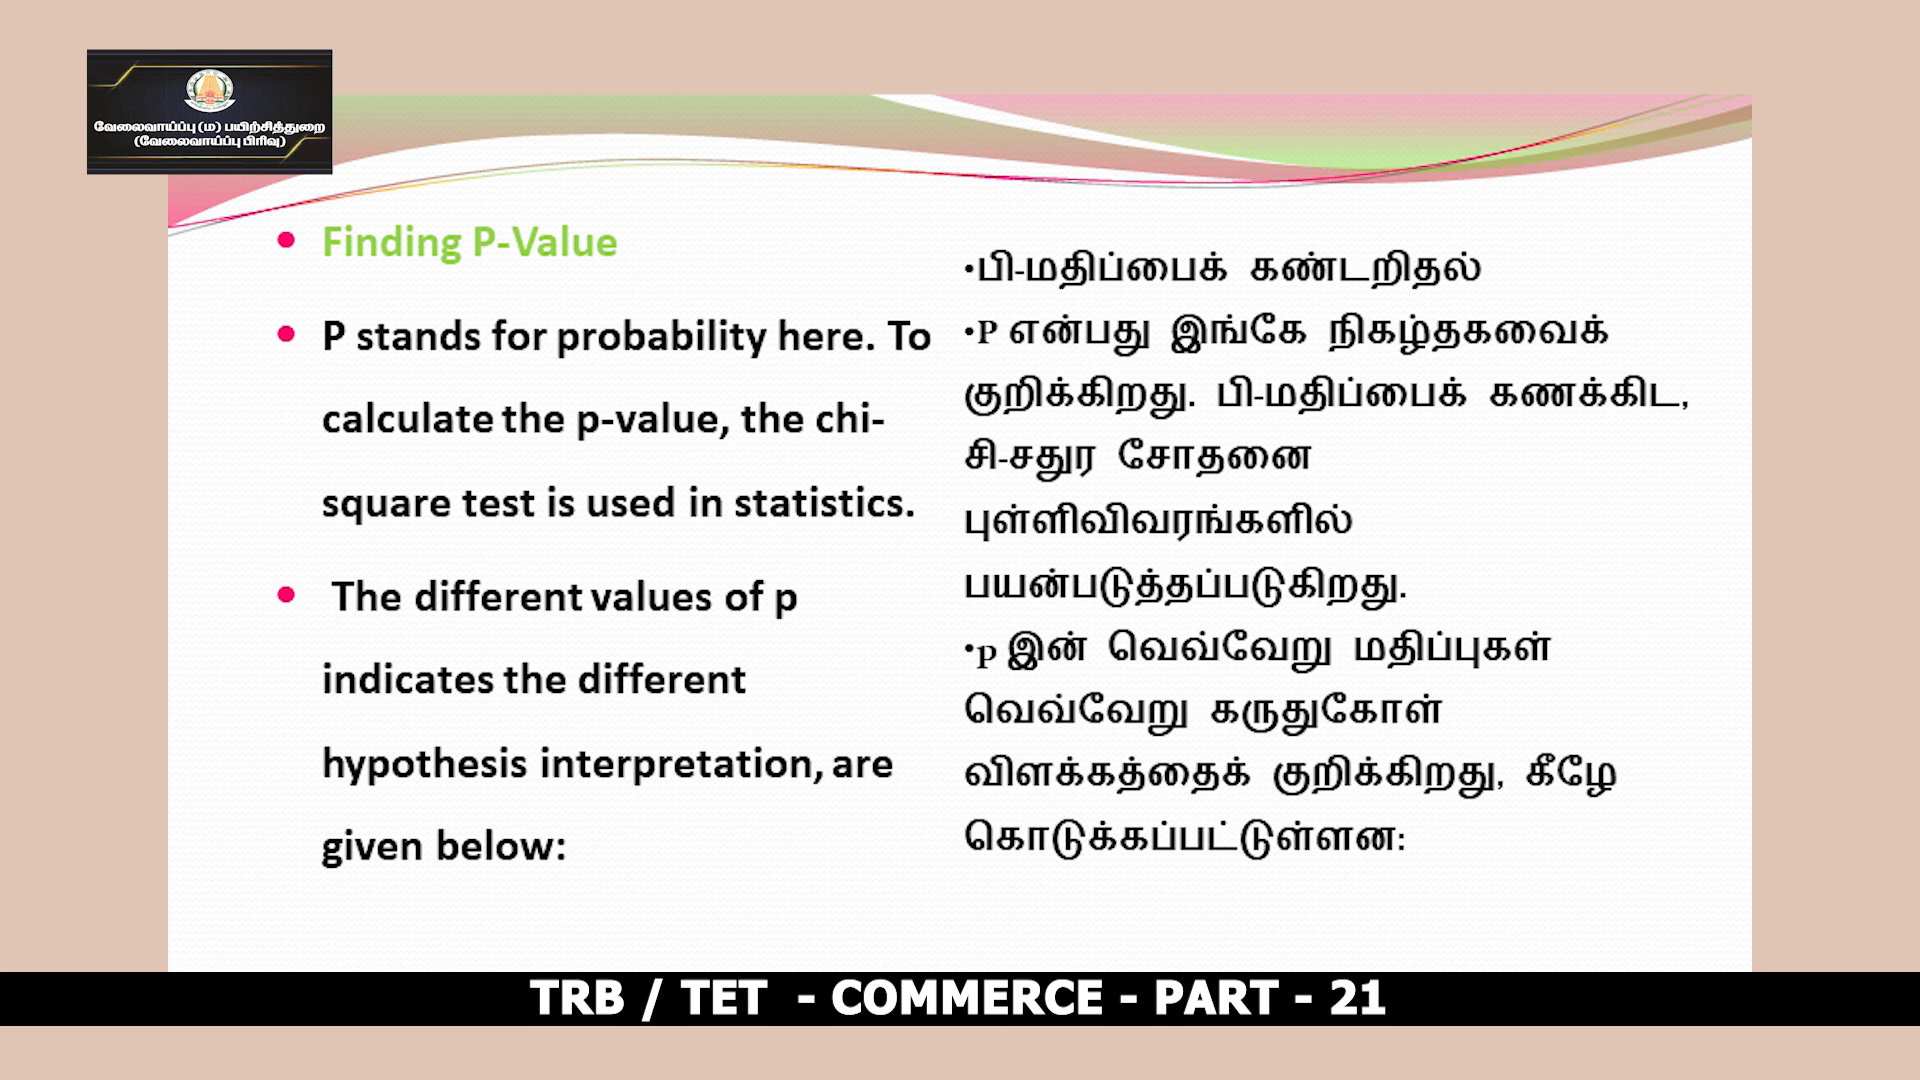 வேலைவாய்ப்பு (ம) பயிற்சித்துறை
(வேலைவாய்ப்பு பிரிவு)
• Finding P-Value
• P stands for probability here. To
calculate the p-value, the chi-
square test is used in statistics.
• The different values of p
indicates the different
hypothesis interpretation, are
given below:
•பி-மதிப்பைக் கண்டறிதல்
•P என்பது இங்கே நிகழ்தகவைக்
குறிக்கிறது. பி-மதிப்பைக் கணக்கிட,
சி-சதுர சோதனை
புள்ளிவிவரங்களில்
பயன்படுத்தப்படுகிறது.
•p இன் வெவ்வேறு மதிப்புகள்
வெவ்வேறு கருதுகோள்
விளக்கத்தைக் குறிக்கிறது, கீழே
கொடுக்கப்பட்டுள்ளன:
TRB / TET - COMMERCE - PART - 21